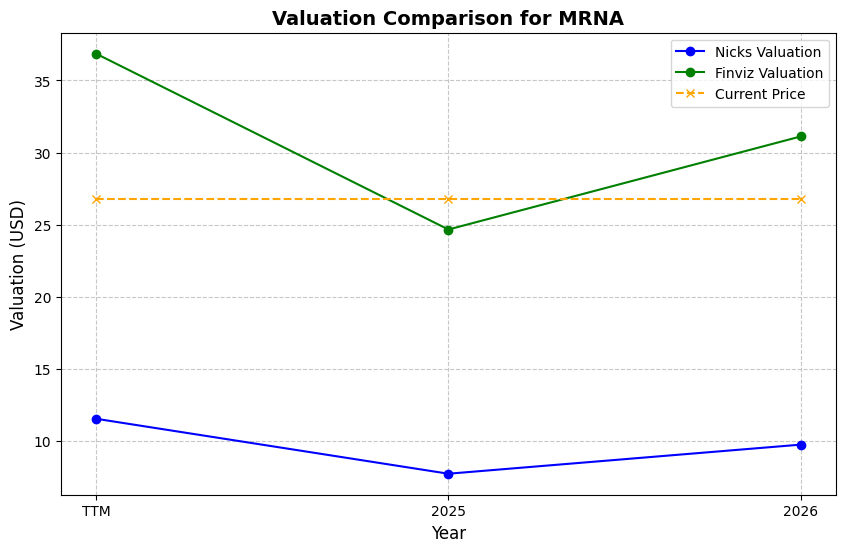 Valuation Comparison for MRNA
Nicks Valuation
Finviz Valuation
Current Price
Valuation (USD)
35
30
25
20
15
10
TTM
2025
2026
Year